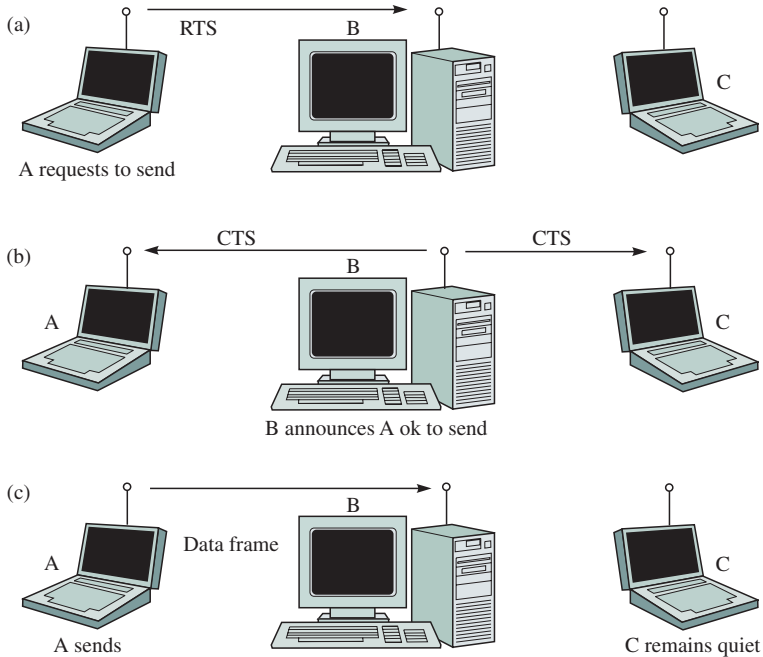 (a)
RTS
B
C
A requests to send
(b)
CTS
CTS
B
A
C
B announces A ok to send
(c)
B
Data frame
A
C
A sends
C remains quiet